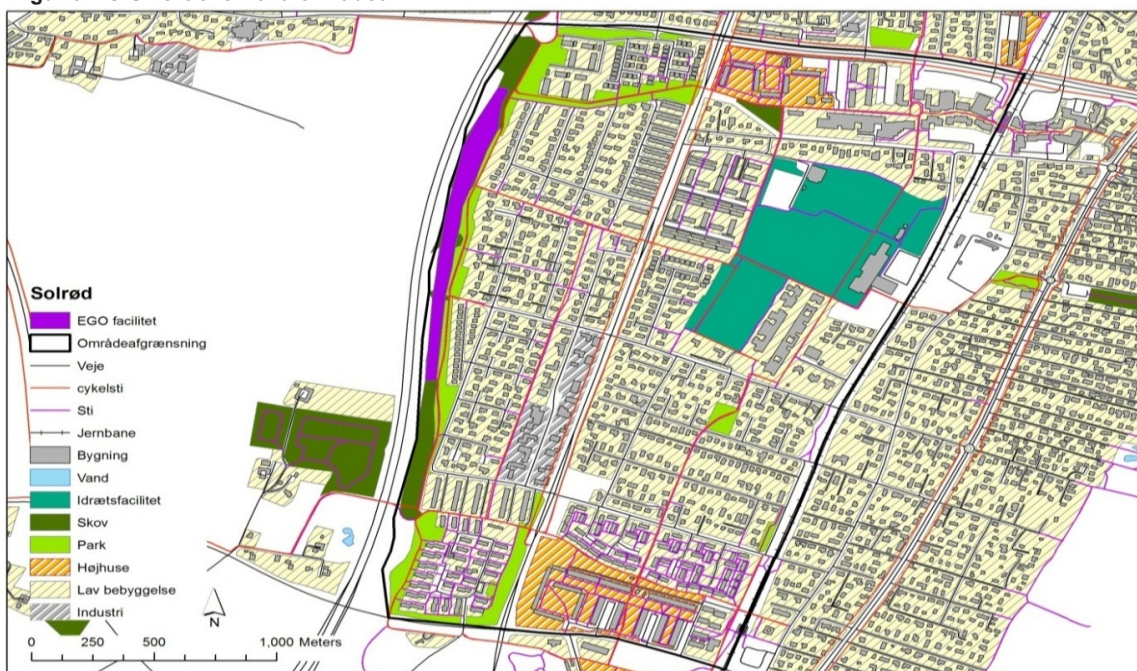 Solrød
EGO facilitet
Områdeafgrænsning
Veje
cykelsti
Sti
Jernbane
Bygning
Vand
Idrætsfacilitet
Skov
Park
Højhuse
Lav bebyggelse
Industri
N
0 250 500 1,000 Meters